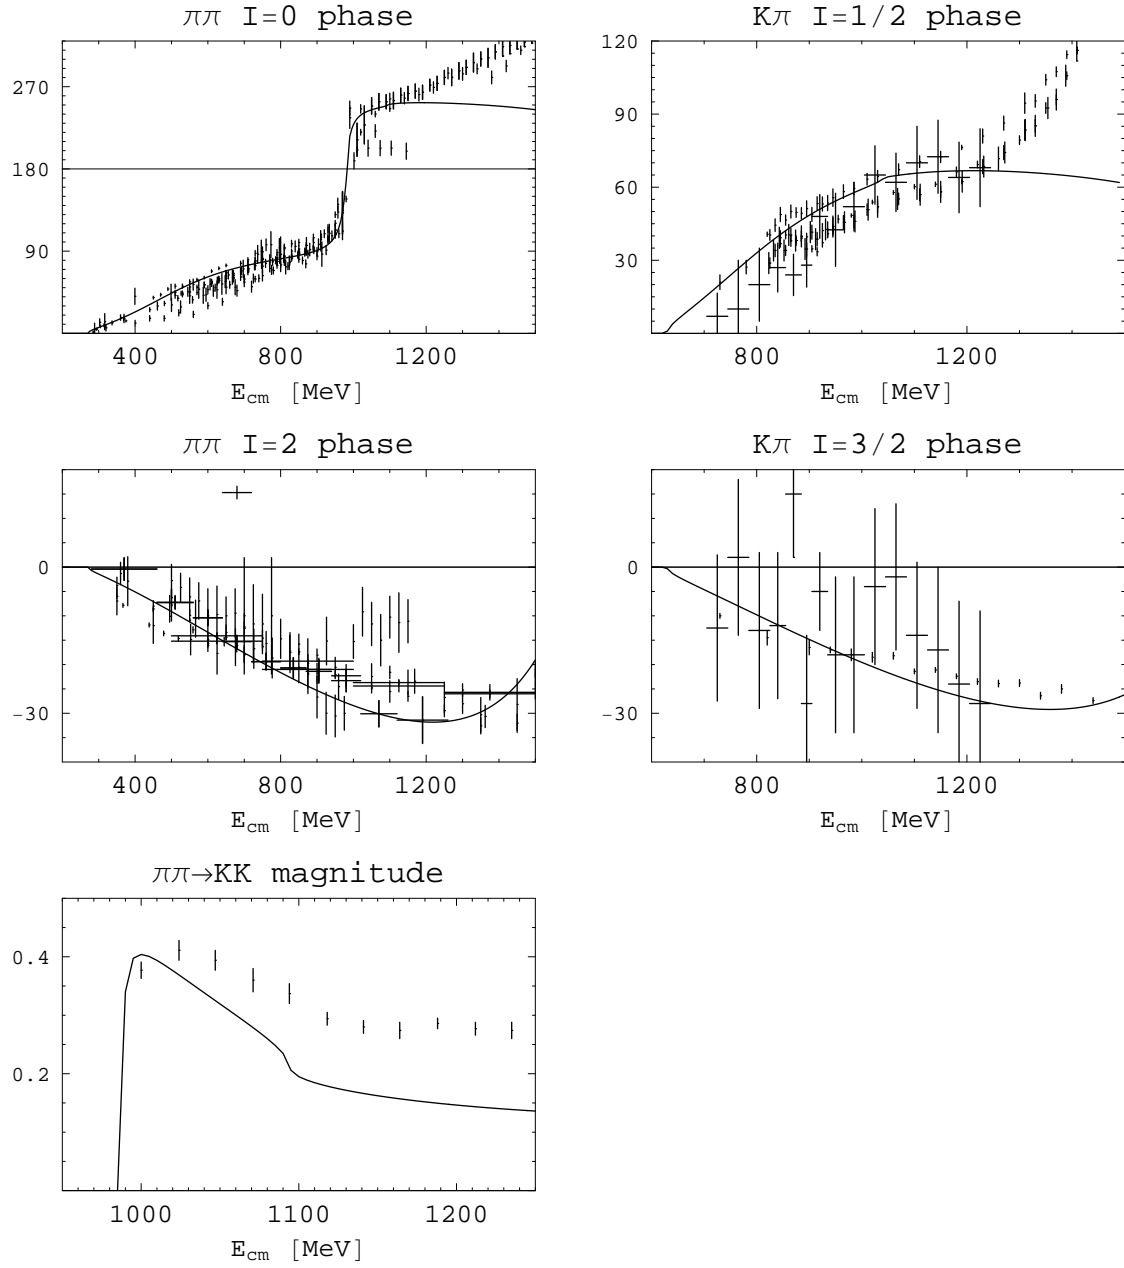 ππ I=0 phase
270
180
90
400 800 1200
E_cm [MeV]
Kπ I=1/2 phase
120
90
60
30
800 1200
E_cm [MeV]
ππ I=2 phase
0
-30
400 800 1200
E_cm [MeV]
Kπ I=3/2 phase
0
-30
800 1200
E_cm [MeV]
ππ→KK magnitude
0.4
0.2
1000 1100 1200
E_cm [MeV]